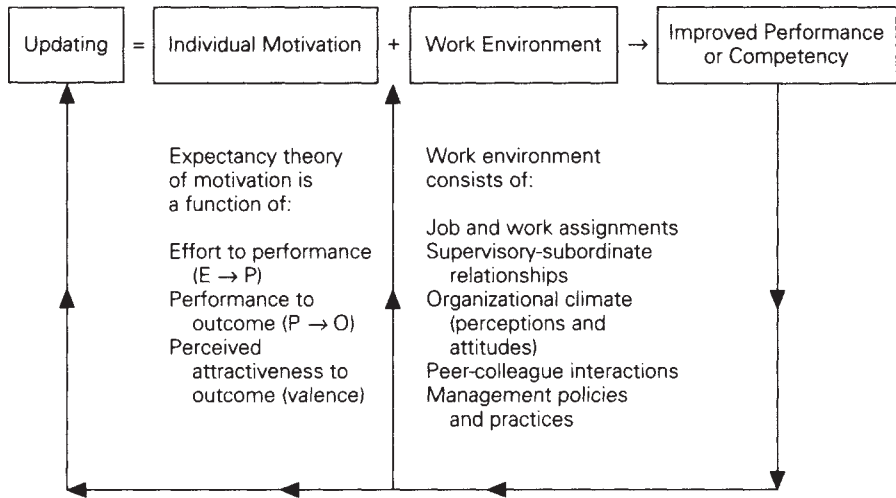 Updating = Individual Motivation + Work Environment → Improved Performance
or Competency
Expectancy theory
of motivation is
a function of:
Effort to performance
(E → P)
Performance to
outcome (P → O)
Perceived
attractiveness to
outcome (valence)
Work environment
consists of:
Job and work assignments
Supervisory-subordinate
relationships
Organizational climate
(perceptions and
attitudes)
Peer-colleague interactions
Management policies
and practices